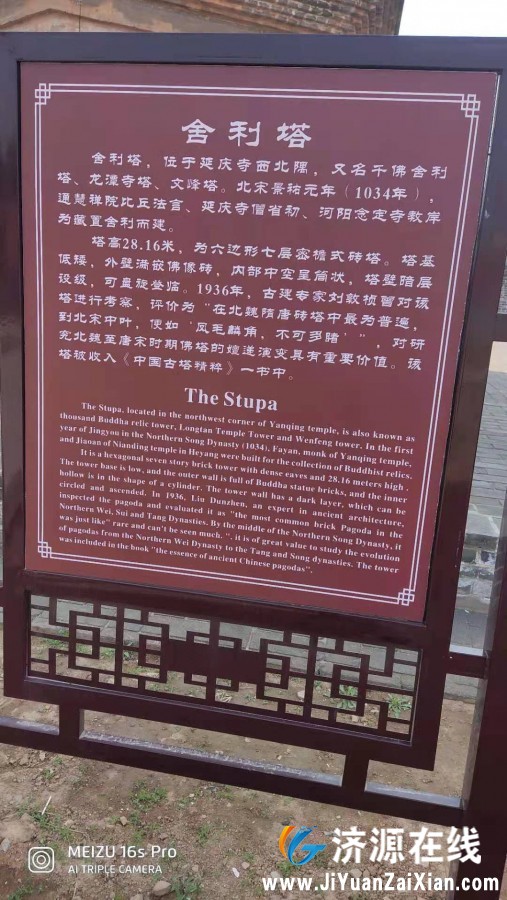 舍利塔
舍利塔，位于延庆寺西北隅，又名千佛舍利
塔、龙潭寺塔、文峰塔。北宋景祐元年（1034年），
通慧禅院比丘法言、延庆寺僧省初、河阳念定寺教岸
为藏置舍利而建。
塔高28.16米，为六边形七层密檐式砖塔。塔基
低矮，外壁满嵌佛像砖，内部中空呈筒状，塔壁暗层
设级，可盘旋登临。1936年，古建专家刘敦桢曾对该
塔进行考察，评价为“在北魏隋唐砖塔中最为普遍，
到北宋中叶，便如‘凤毛麟角、不可多睹’”，对研
究北魏至唐宋时期佛塔的嬗递演变具有重要价值。该
塔被收入《中国古塔精粹》一书中。
The Stupa
The Stupa, located in the northwest corner of Yanqing temple, is also known as
thousand Buddha relic tower, Longtan Temple Tower and Wenfeng tower. In the first
year of Jingyou in the Northern Song Dynasty (1034), Fayan, monk of Yanqing temple,
and Jiaoan of Nianding temple in Heyang were built for the collection of Buddhist relics.
It is a hexagonal seven story brick tower with dense eaves and 28.16 meters high .
The tower base is low, and the outer wall is full of Buddha statue bricks, and the inner
hollow is in the shape of a cylinder. The tower wall has a dark layer, which can be
circled and ascended. In 1936, Liu Dunzhen, an expert in ancient architecture,
inspected the pagoda and evaluated it as "the most common brick Pagoda in the
Northern Wei, Sui and Tang Dynasties. By the middle of the Northern Song Dynasty, it
was just like" rare and can't be seen much. ". it is of great value to study the evolution
of pagodas from the Northern Wei Dynasty to the Tang and Song dynasties. The tower
was included in the book "the essence of ancient Chinese pagodas".
MEIZU 16s Pro
AI TRIPLE CAMERA
济源在线
www.JiYuanZaiXian.com